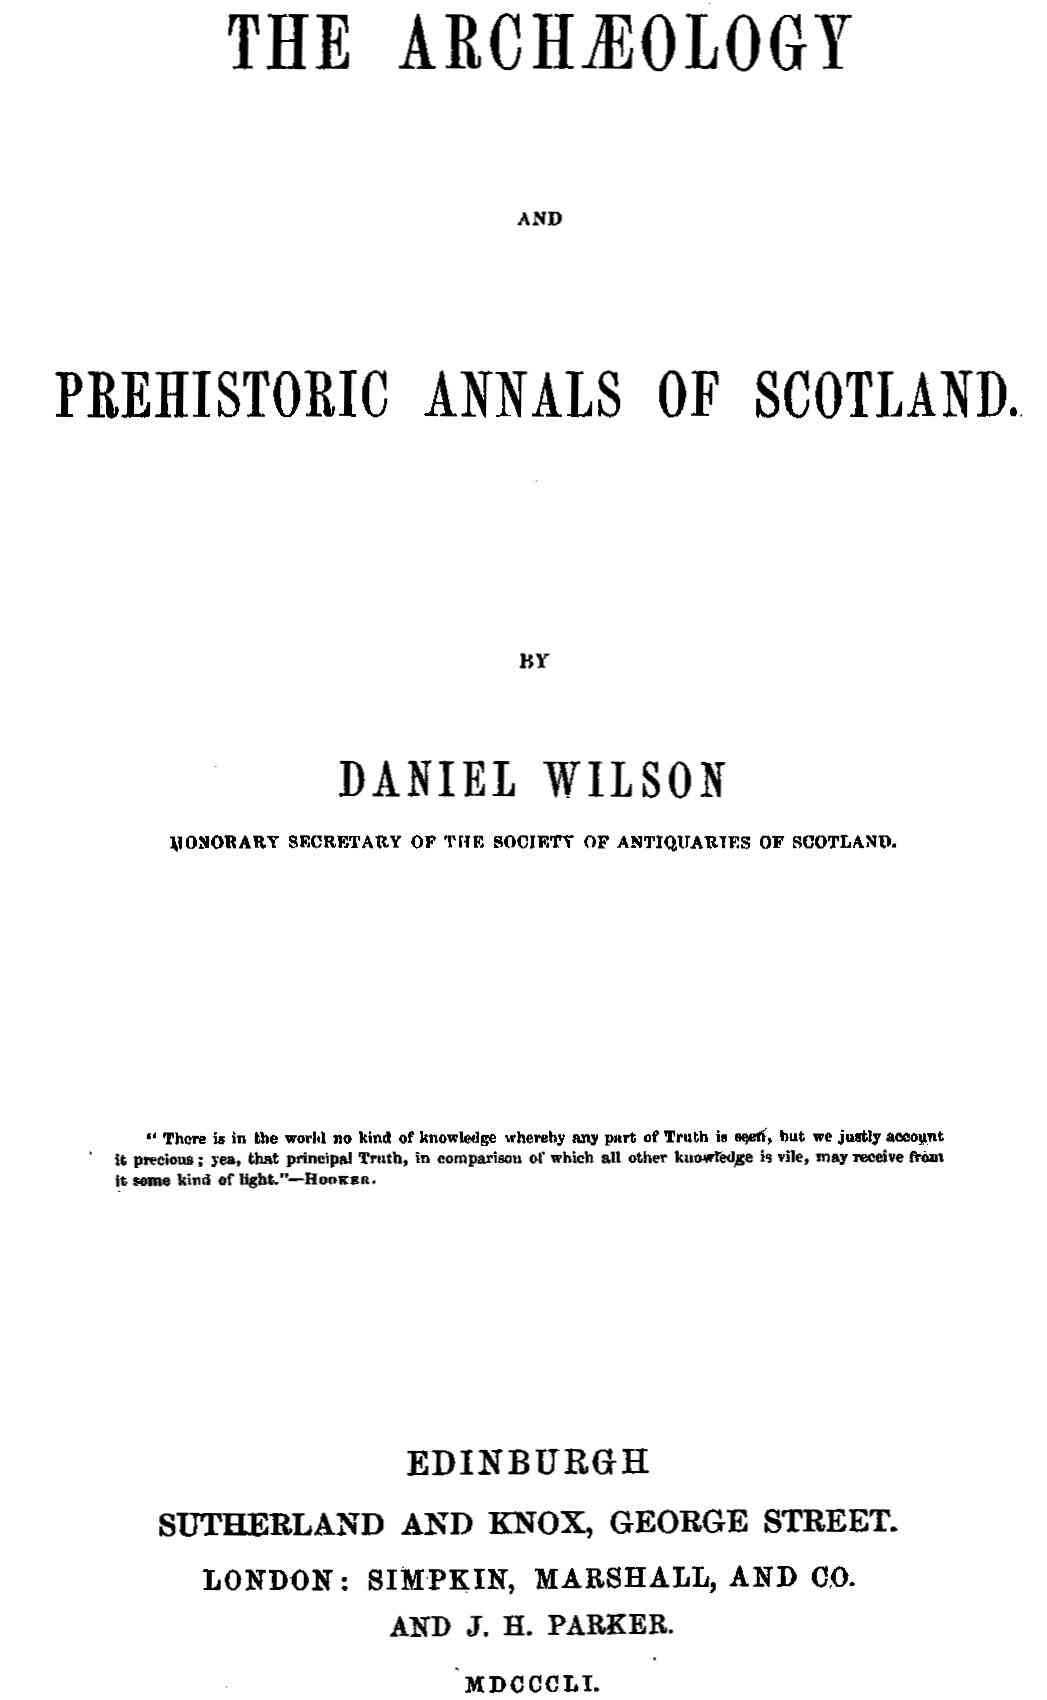 THE ARCHÆOLOGY
AND
PREHISTORIC ANNALS OF SCOTLAND.
BY
DANIEL WILSON
HONORARY SECRETARY OF THE SOCIETY OF ANTIQUARIES OF SCOTLAND.
“ There is in the world no kind of knowledge whereby any part of Truth is seen, but we justly account
it precious ; yea, that principal Truth, in comparison of which all other knowledge is vile, may receive from
it some kind of light.”—HOOKER.
EDINBURGH
SUTHERLAND AND KNOX, GEORGE STREET.
LONDON: SIMPKIN, MARSHALL, AND CO.
AND J. H. PARKER.
MDCCCLI.